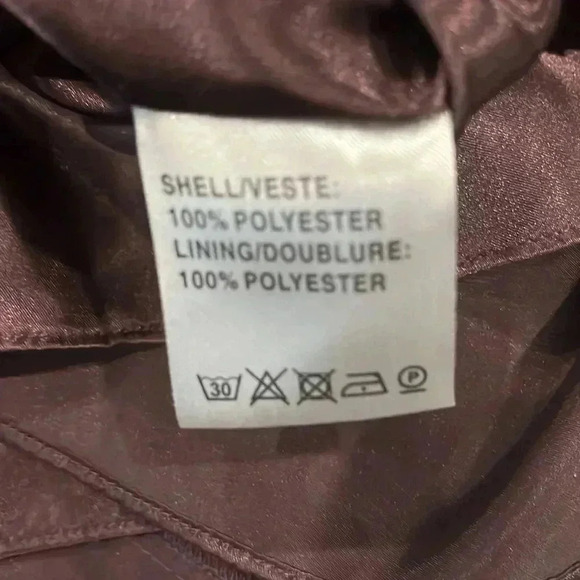 SHELL/VESTE:
100% POLYESTER
LINING/DOUBLURE:
100% POLYESTER
30 P